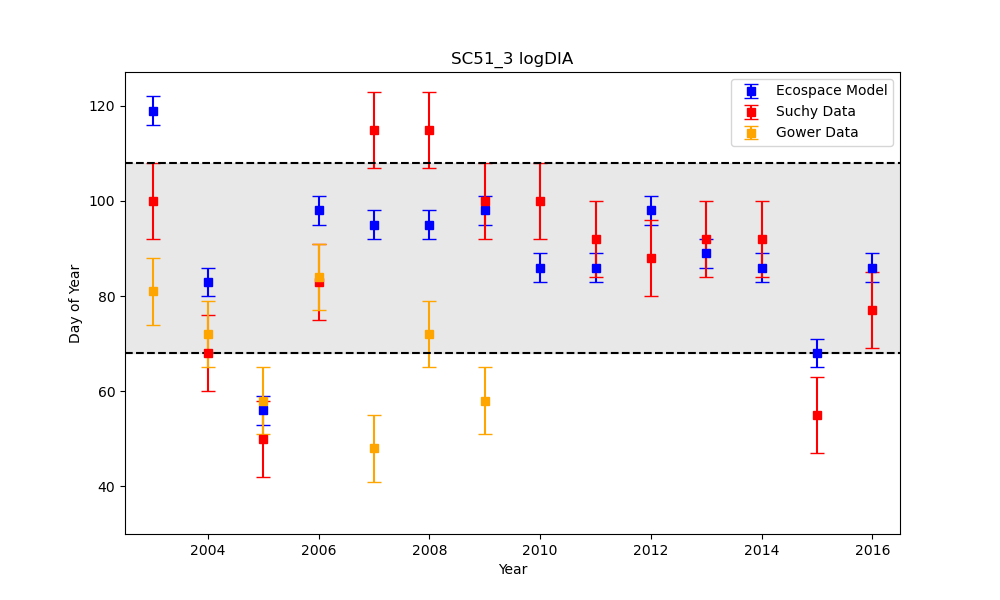 SC51_3 logDIA
Ecospace Model
Suchy Data
Gower Data
Day of Year
120
100
80
60
40
2004 2006 2008 2010 2012 2014 2016
Year